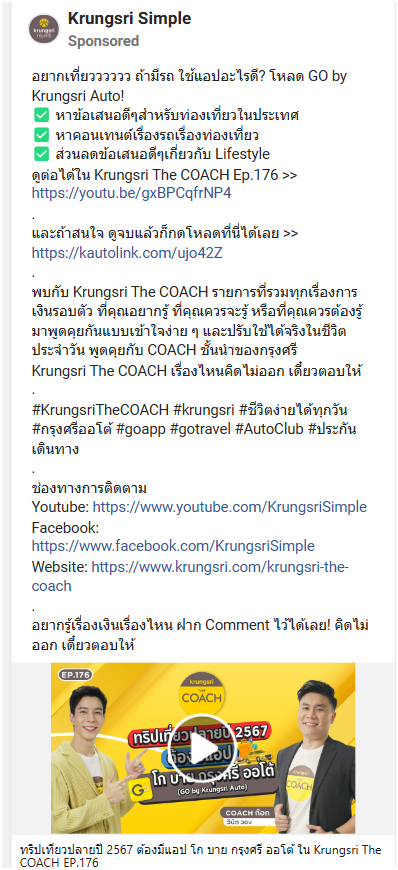 Krungsri Simple
Sponsored
อยากเที่ยวววววว ถ้ามีรถ ใช้แอปอะไรดี? โหลด GO by
Krungsri Auto!
✅ หาข้อเสนอดีๆสำหรับท่องเที่ยวในประเทศ
✅ หาคอนเทนต์เรื่องรถเรื่องท่องเที่ยว
✅ ส่วนลดข้อเสนอดีๆเกี่ยวกับ Lifestyle
ดูต่อได้ใน Krungsri The COACH Ep.176 >>
https://youtu.be/gxBPCqfrNP4
.
และถ้าสนใจ ดูจบแล้วก็กดโหลดที่นี่ได้เลย >>
https://kautolink.com/ujo42Z
.
พบกับ Krungsri The COACH รายการที่รวมทุกเรื่องการ
เงินรอบตัว ที่คุณอยากรู้ ที่คุณควรจะรู้ หรือที่คุณควรต้องรู้
มาพูดคุยกันแบบเข้าใจง่าย ๆ และปรับใช้ได้จริงในชีวิต
ประจำวัน พูดคุยกับ COACH ชั้นนำของกรุงศรี
Krungsri The COACH เรื่องไหนคิดไม่ออก เดี๋ยวตอบให้
.
#KrungsriTheCOACH #krungsri #ชีวิตง่ายได้ทุกวัน
#กรุงศรีออโต้ #goapp #gotravel #AutoClub #ประกัน
เดินทาง
.
ช่องทางการติดตาม
Youtube: https://www.youtube.com/KrungsriSimple
Facebook:
https://www.facebook.com/KrungsriSimple
Website: https://www.krungsri.com/krungsri-the-
coach
.
อยากรู้เรื่องเงินเรื่องไหน ฝาก Comment ไว้ได้เลย! คิดไม่
ออก เดี๋ยวตอบให้
EP.176
krungsri
THE
COACH
ทริปเที่ยวปลายปี 2567
ต้องมีแอป
โก บาย กรุงศรี ออโต้
(GO by Krungsri Auto)
GO
COACH ก๊อก
วินิต วอง
ทริปเที่ยวปลายปี 2567 ต้องมีแอป โก บาย กรุงศรี ออโต้ ใน Krungsri The
COACH EP.176